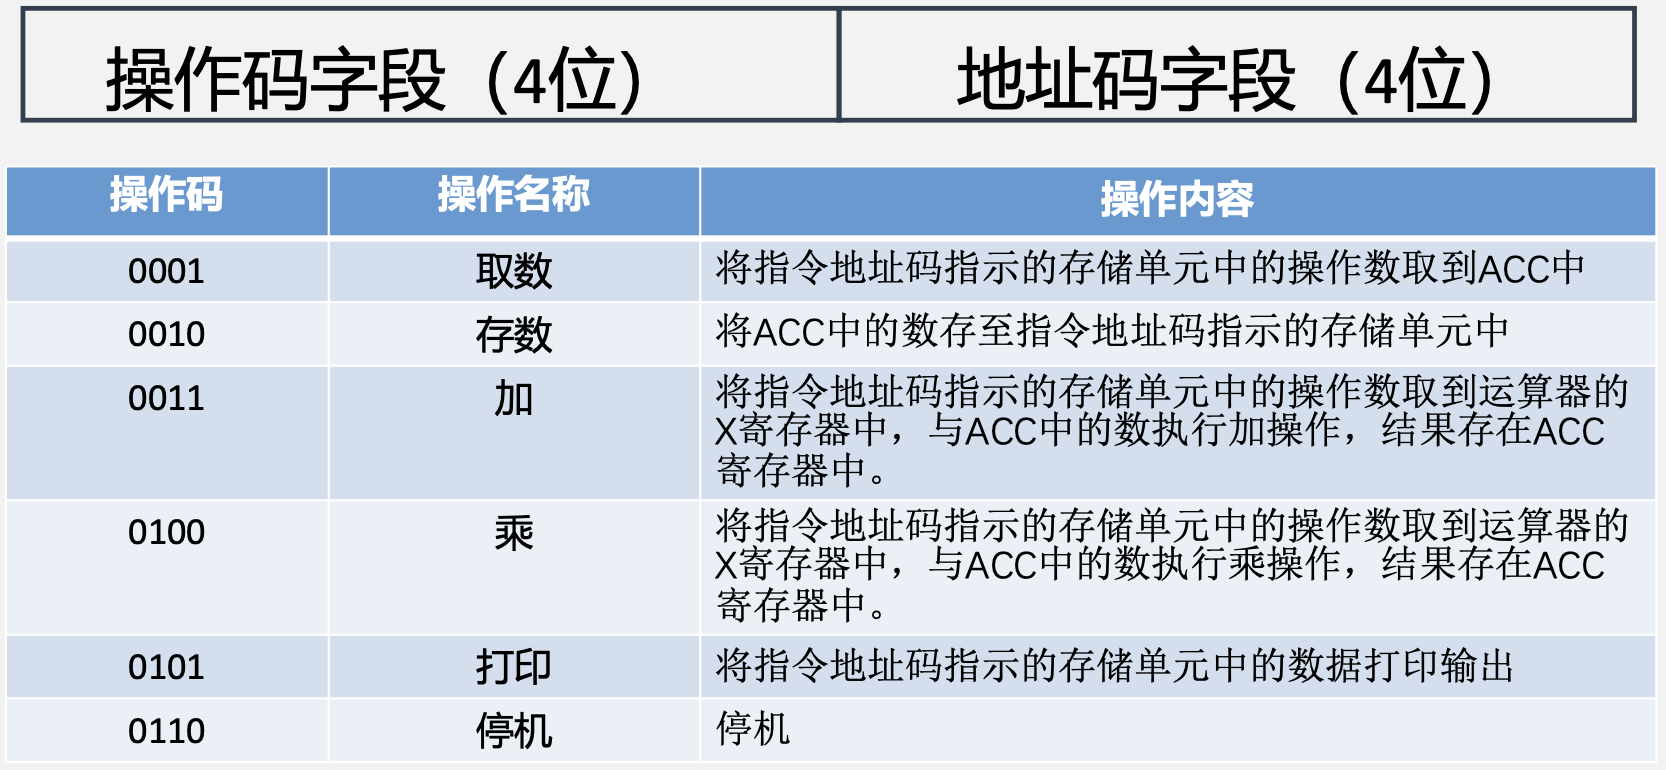 操作码字段（4位）
地址码字段（4位）
操作码
操作名称
操作内容
0001
取数
将指令地址码指示的存储单元中的操作数取到ACC中
0010
存数
将ACC中的数存至指令地址码指示的存储单元中
0011
加
将指令地址码指示的存储单元中的操作数取到运算器的
X寄存器中，与ACC中的数执行加操作，结果存在ACC
寄存器中。
0100
乘
将指令地址码指示的存储单元中的操作数取到运算器的
X寄存器中，与ACC中的数执行乘操作，结果存在ACC
寄存器中。
0101
打印
将指令地址码指示的存储单元中的数据打印输出
0110
停机
停机